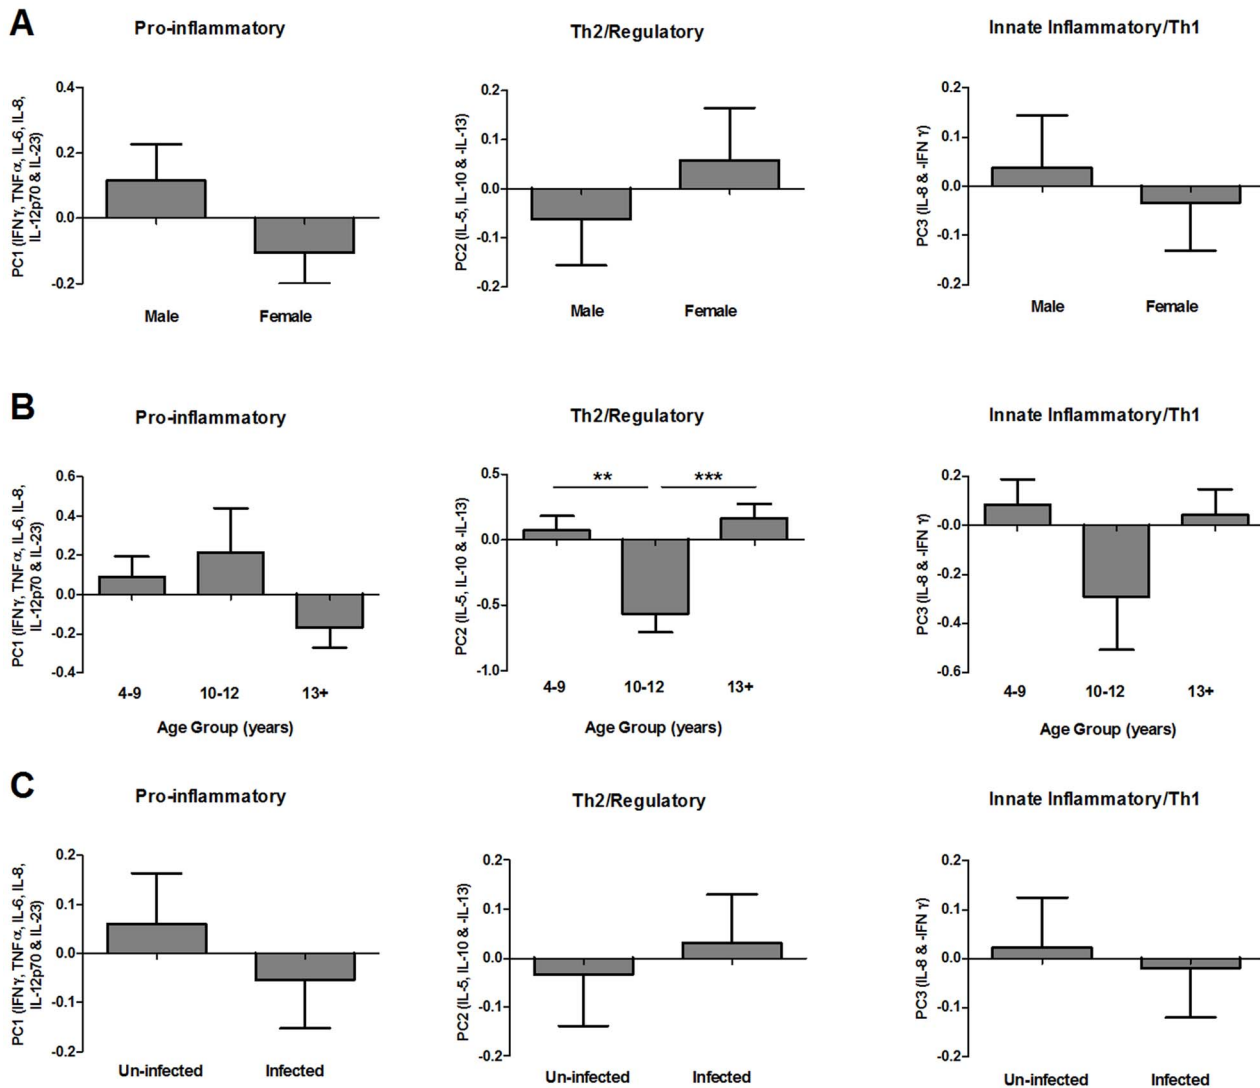 A
Pro-inflammatory
Th2/Regulatory
Innate Inflammatory/Th1
PC1 (IFNγ, TNFα, IL-6, IL-8,
IL-12p70 & IL-23)
0.4
0.2
0.0
-0.2
Male
Female
PC2 (IL-5, IL-10 & -IL-13)
0.2
0.1
0.0
-0.1
-0.2
Male
Female
PC3 (IL-8 & -IFN γ)
0.2
0.1
0.0
-0.1
-0.2
Male
Female
B
Pro-inflammatory
Th2/Regulatory
Innate Inflammatory/Th1
PC1 (IFNγ, TNFα, IL-6, IL-8,
IL-12p70 & IL-23)
0.6
0.4
0.2
0.0
-0.2
-0.4
4-9
10-12
13+
Age Group (years)
PC2 (IL-5, IL-10 & -IL-13)
0.5
0.0
-0.5
-1.0
**
***
4-9
10-12
13+
Age Group (years)
PC3 (IL-8 & -IFN γ)
0.2
-0.0
-0.2
-0.4
-0.6
4-9
10-12
13+
Age Group (years)
C
Pro-inflammatory
Th2/Regulatory
Innate Inflammatory/Th1
PC1 (IFNγ, TNFα, IL-6, IL-8,
IL-12p70 & IL-23)
0.2
0.1
0.0
-0.1
-0.2
Un-infected
Infected
PC2 (IL-5, IL-10 & -IL-13)
0.2
0.1
0.0
-0.1
-0.2
Un-infected
Infected
PC3 (IL-8 & -IFN γ)
0.2
0.1
0.0
-0.1
-0.2
Un-infected
Infected